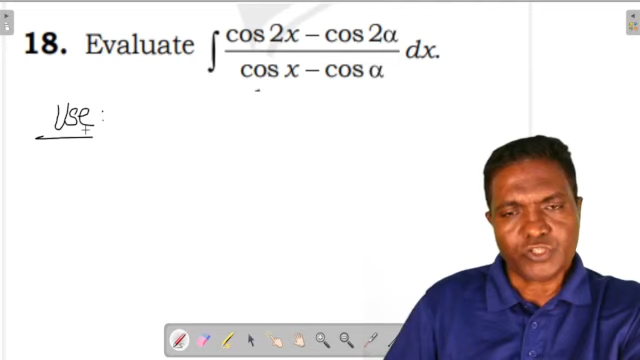 18. Evaluate ∫ (cos 2x – cos 2α)/(cos x – cos α) dx.
Use :